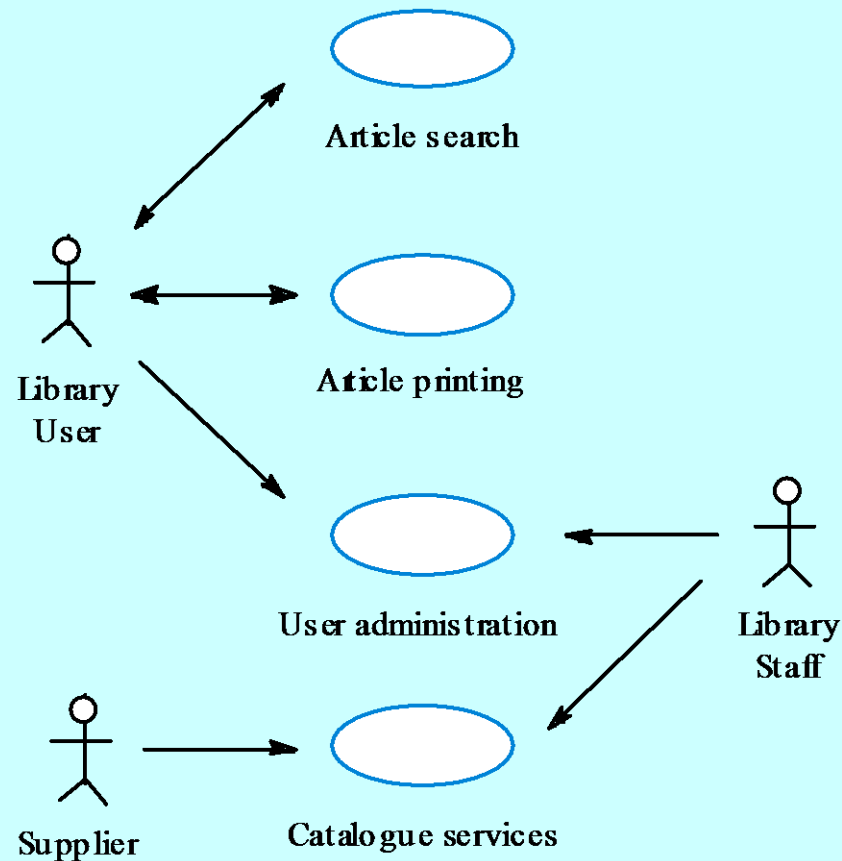 Article search
Article printing
Library
User
User administration
Library
Staff
Catalogue services
Supplier